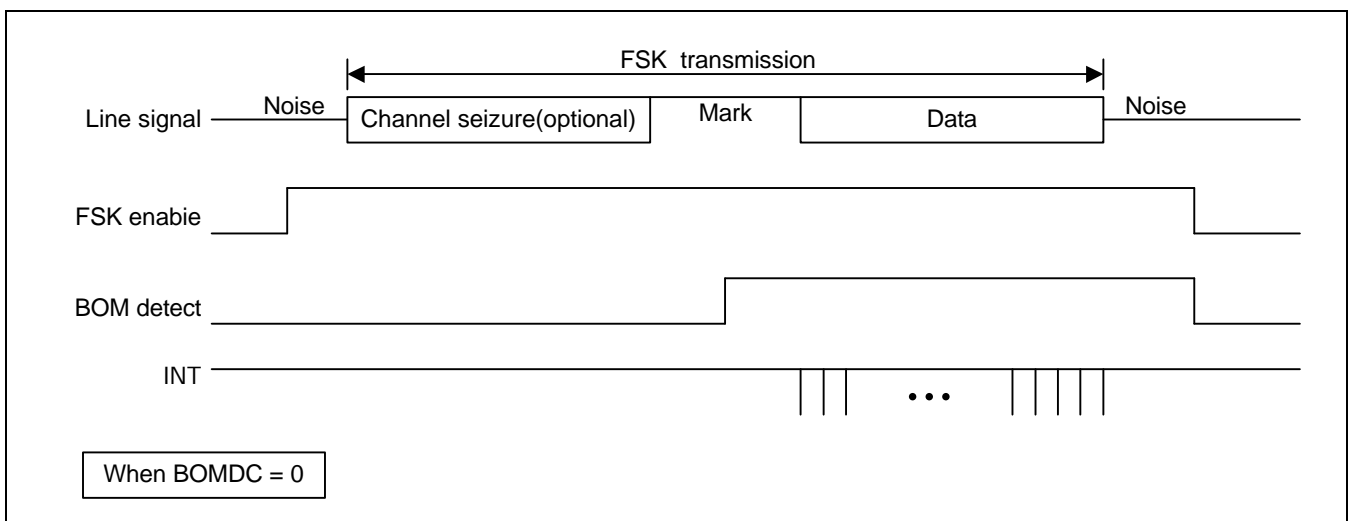 FSK transmission
Line signal
Noise
Channel seizure(optional)
Mark
Data
Noise
FSK enabie
BOM detect
INT
When BOMDC = 0